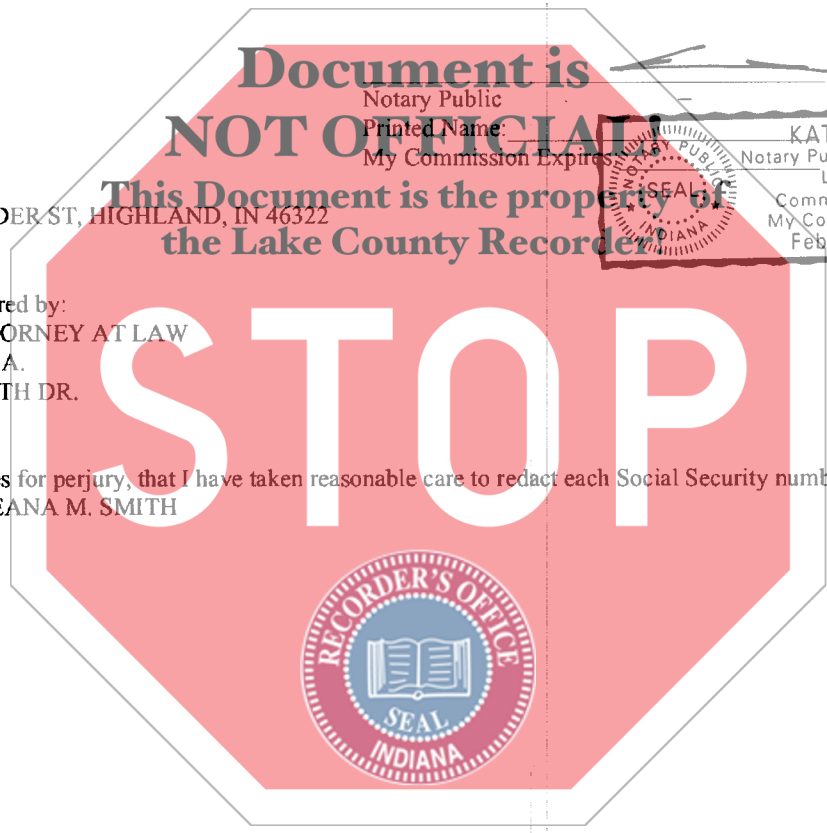 Document is
Notary Public
NOT OFFICIAL!
Printed Name:
My Commission Expires:
KAT
Notary Pu
L
Comm
My Co
Feb
NOTARY PUBLIC
SEAL
INDIANA
This Document is the property of
DER ST, HIGHLAND, IN 46322
the Lake County Recorder!
red by:
ORNEY AT LAW
A.
TH DR.
STOP
es for perjury, that I have taken reasonable care to redact each Social Security numb
EANA M. SMITH
RECORDER'S OFFICE
SEAL
INDIANA